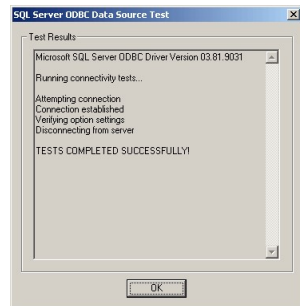 SQL Server ODBC Data Source Test
Test Results
Microsoft SQL Server ODBC Driver Version 03.81.9031
Running connectivity tests...
Attempting connection
Connection established
Verifying option settings
Disconnecting from server
TESTS COMPLETED SUCCESSFULLY!
OK